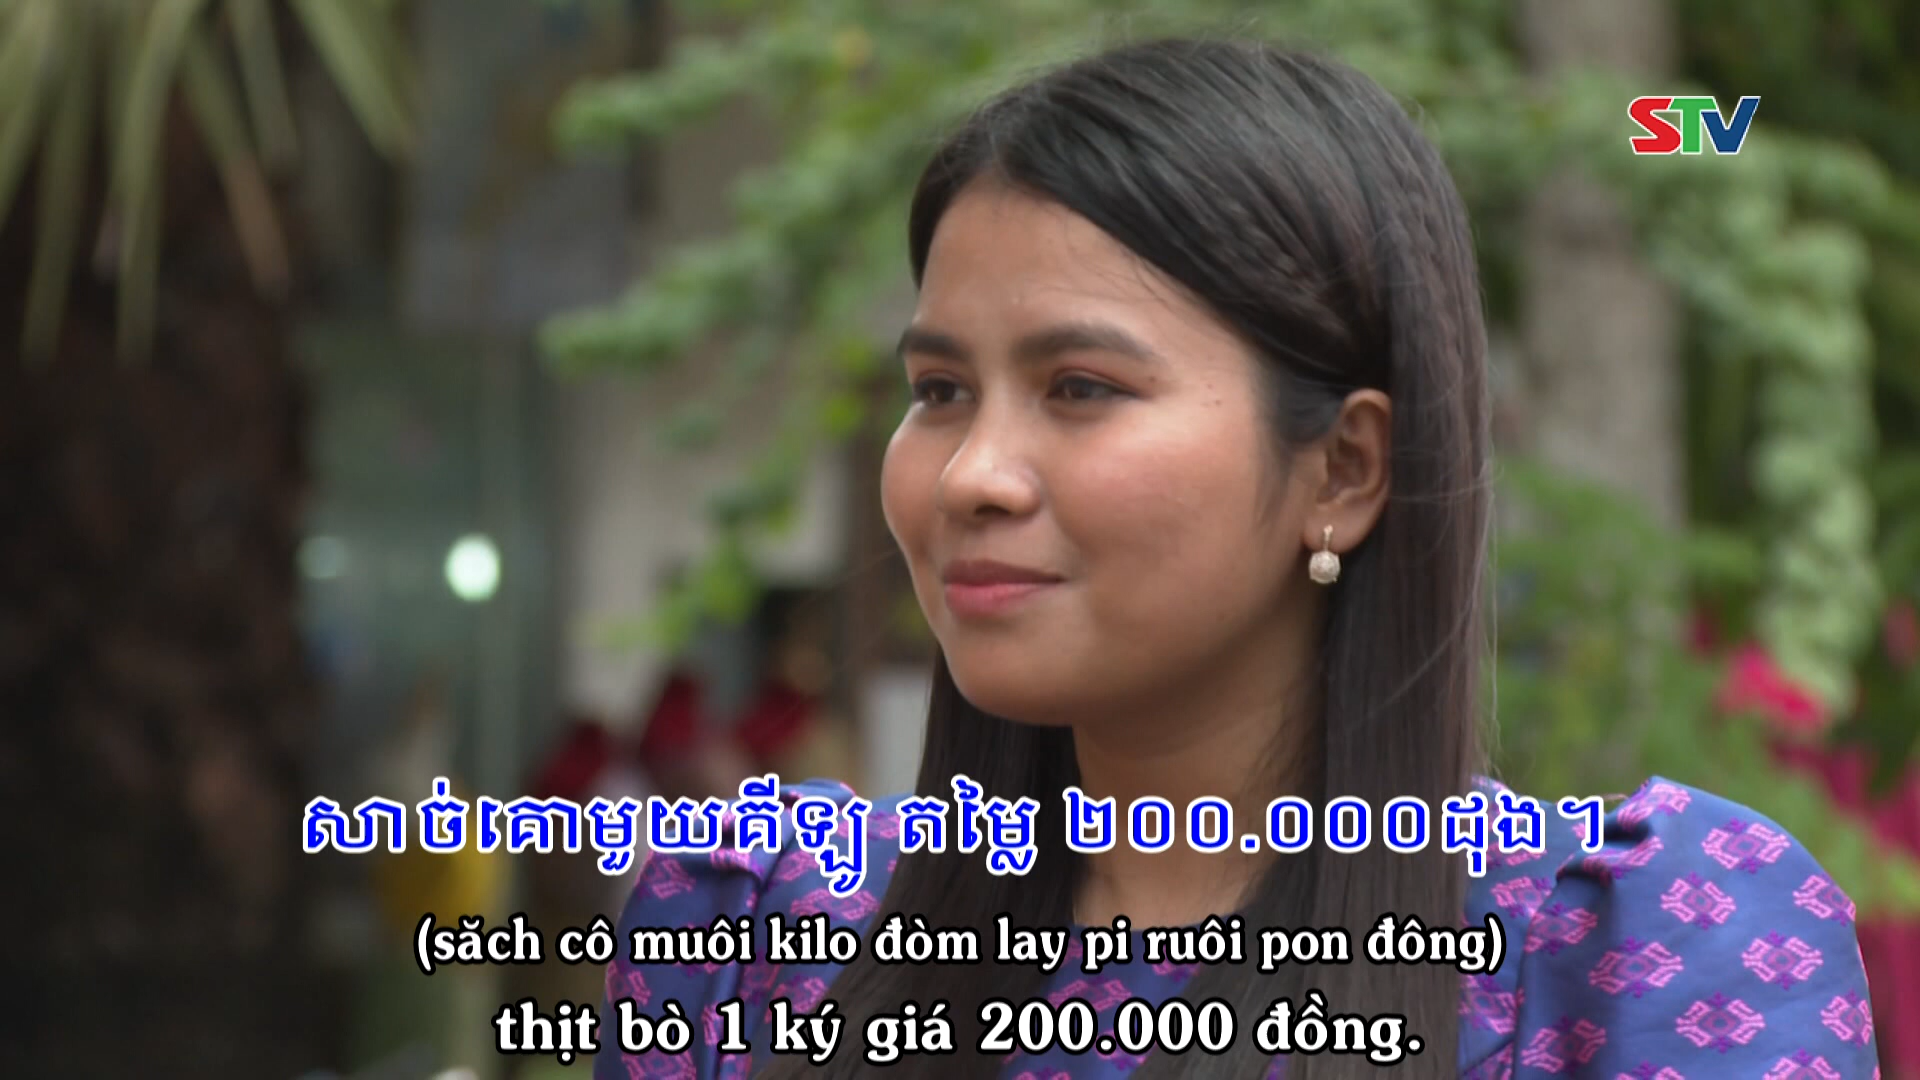 STV
សាច់គោមួយគីឡូ តម្លៃ ២០០.០០០ដុង។
(săch cô muôi kilo đòm lay pi ruôi pon đông)
thịt bò 1 ký giá 200.000 đồng.